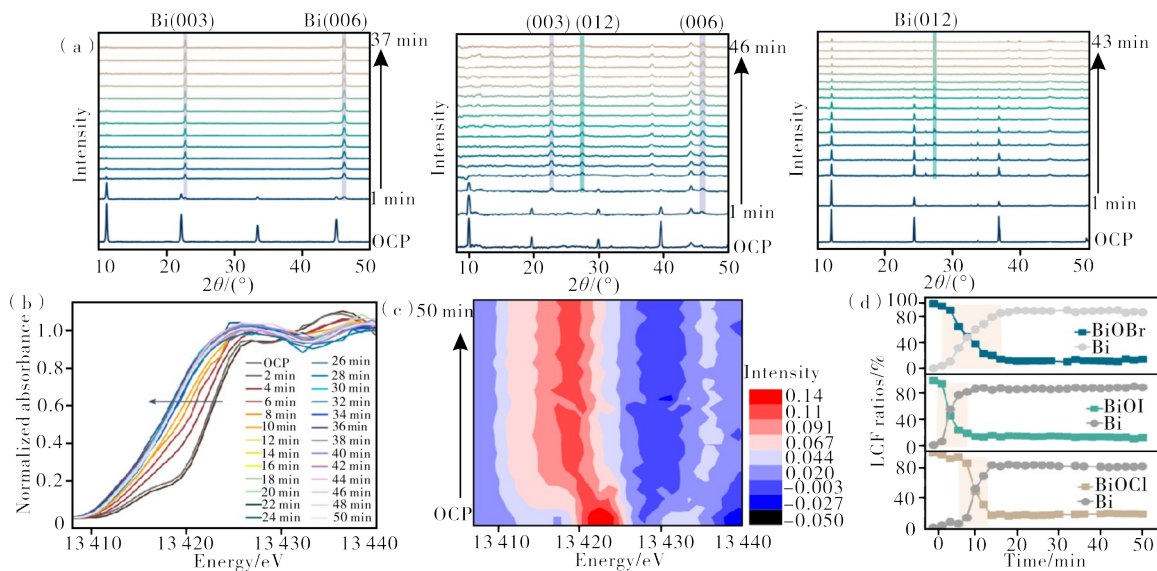 Bi(003) Bi(006) (003) (012) (006) Bi(012)
(a) 37 min 46 min 43 min
Intensity Intensity Intensity
1 min 1 min 1 min
OCP OCP OCP
10 20 30 40 50 10 20 30 40 50 10 20 30 40 50
2θ/(°) 2θ/(°) 2θ/(°)
(b)
Normalized absorbance
1.0
0.8
0.6
0.4
0.2
0
OCP 26 min
2 min 28 min
4 min 30 min
6 min 32 min
8 min 34 min
10 min 36 min
12 min 38 min
14 min 40 min
16 min 42 min
18 min 44 min
20 min 46 min
22 min 48 min
24 min 50 min
13 410 13 420 13 430 13 440
Energy/eV
(c)
50 min
OCP
Intensity
0.14
0.11
0.091
0.067
0.044
0.020
-0.003
-0.027
-0.050
13 410 13 420 13 430 13 440
Energy/eV
(d)
LCF ratios/%
100
80
40
0
BiOBr
Bi
80
40
0
BiOI
Bi
80
40
0
BiOCl
Bi
0 10 20 30 40 50
Time/min